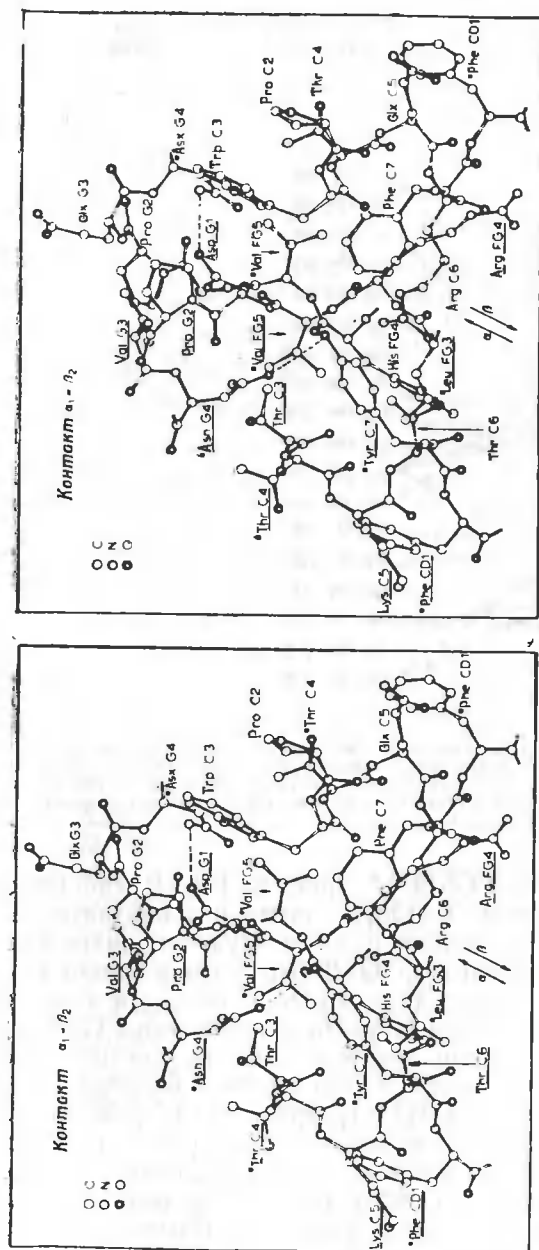 Контакт α₁ - β₂
C
N
O
Glx G3
*Asx G4
Pro G2
Trp C3
Val G3
Asp G1
Pro G2
*Val FG5
*Val FG5
*Asn G4
Thr C3
*Thr C4
Pro C2
Thr C4
Glx C5
*Phe CD1
Phe C7
Arg FG4
Arg C6
His FG4
*Leu FG3
*Tyr C7
Thr C6
Lys C5
*Phe CD1
α
β
Контакт α₁ - β₂
C
N
O
Glx G3
*Asx G4
Pro G2
Trp C3
Val G3
Asp G1
Pro G2
*Val FG5
*Val FG5
*Asn G4
Thr C3
*Thr C4
Pro C2
*Thr C4
Glx C5
*Phe CD1
Phe C7
Arg FG4
Arg C6
His FG4
*Leu FG3
*Tyr C7
Thr C6
Lys C5
*Phe CD1
α
β